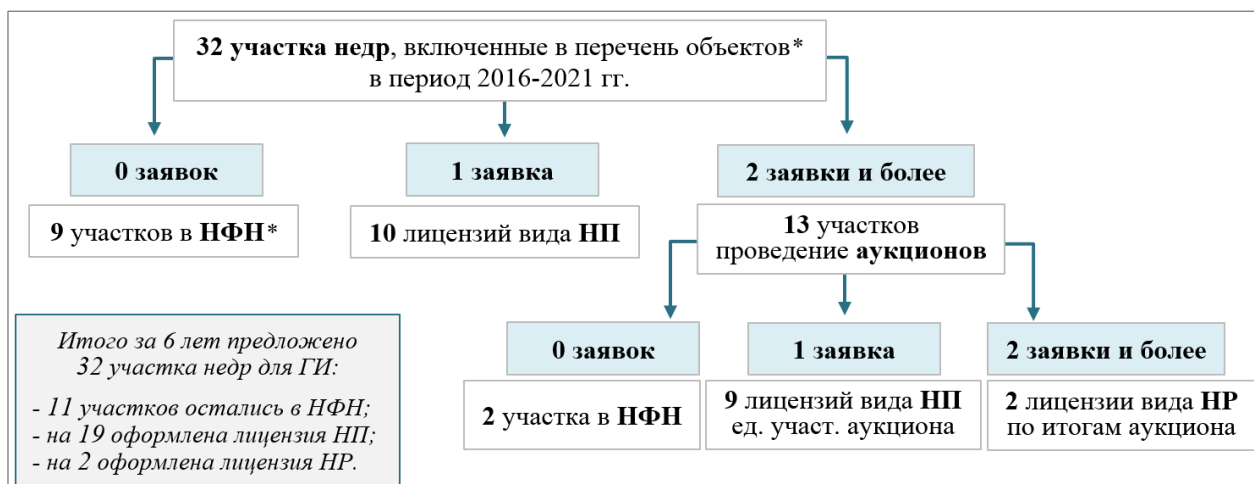 32 участка недр, включенные в перечень объектов*
в период 2016-2021 гг.
0 заявок
1 заявка
2 заявки и более
9 участков в НФН*
10 лицензий вида НП
13 участков
проведение аукционов
0 заявок
1 заявка
2 заявки и более
2 участка в НФН
9 лицензий вида НП
ед. участ. аукциона
2 лицензии вида НР
по итогам аукциона
Итого за 6 лет предложено
32 участка недр для ГИ:
- 11 участков остались в НФН;
- на 19 оформлена лицензия НП;
- на 2 оформлена лицензия НР.